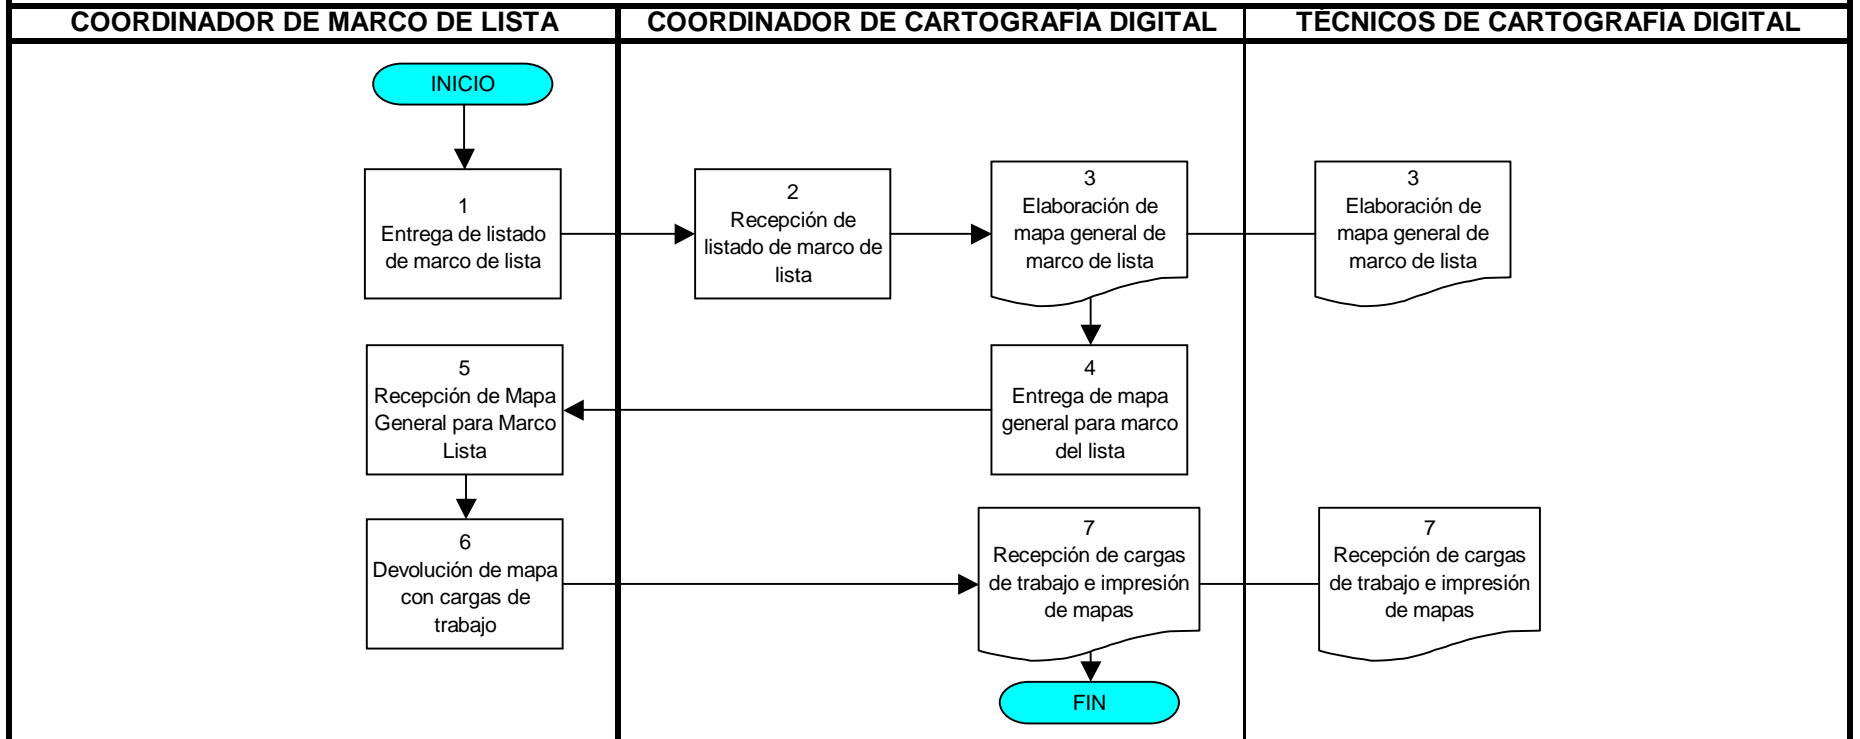 COORDINADOR DE MARCO DE LISTA
COORDINADOR DE CARTOGRAFÍA DIGITAL
TÉCNICOS DE CARTOGRAFÍA DIGITAL
INICIO
1
Entrega de listado
de marco de lista
2
Recepción de
listado de marco de
lista
3
Elaboración de
mapa general de
marco de lista
3
Elaboración de
mapa general de
marco de lista
5
Recepción de Mapa
General para Marco
Lista
4
Entrega de mapa
general para marco
del lista
6
Devolución de mapa
con cargas de
trabajo
7
Recepción de cargas
de trabajo e impresión
de mapas
7
Recepción de cargas
de trabajo e impresión
de mapas
FIN